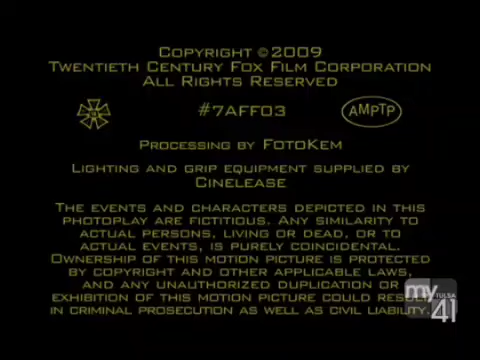 COPYRIGHT ©2009
TWENTIETH CENTURY FOX FILM CORPORATION
ALL RIGHTS RESERVED
#7AFF03
AMPTP
PROCESSING BY FOTOKEM
LIGHTING AND GRIP EQUIPMENT SUPPLIED BY
CINELEASE
THE EVENTS AND CHARACTERS DEPICTED IN THIS
PHOTOPLAY ARE FICTITIOUS. ANY SIMILARITY TO
ACTUAL PERSONS, LIVING OR DEAD, OR TO
ACTUAL EVENTS, IS PURELY COINCIDENTAL.
OWNERSHIP OF THIS MOTION PICTURE IS PROTECTED
BY COPYRIGHT AND OTHER APPLICABLE LAWS,
AND ANY UNAUTHORIZED DUPLICATION OR
EXHIBITION OF THIS MOTION PICTURE COULD RESULT
IN CRIMINAL PROSECUTION AS WELL AS CIVIL LIABILITY.
my TULSA
41